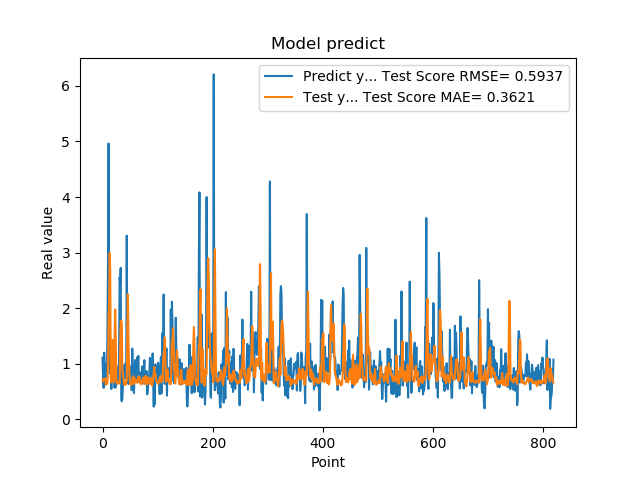 Model predict
Predict y... Test Score RMSE= 0.5937
Test y... Test Score MAE= 0.3621
6
5
4
3
2
1
0
Real value
0 200 400 600 800
Point